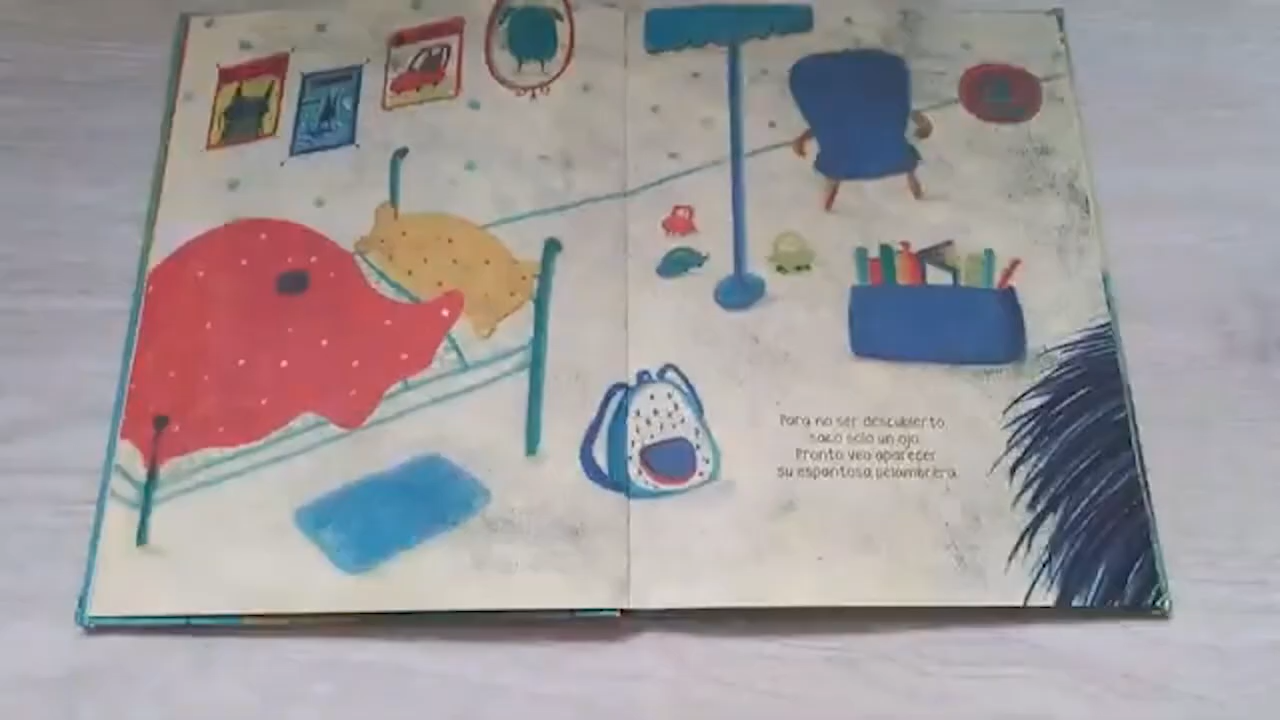 Para no ser descubierto
saco solo un ojo.
Pronto veo aparecer
su espantosa pelambrera.